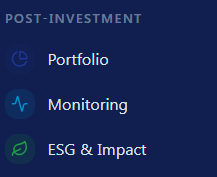 POST-INVESTMENT
Portfolio
Monitoring
ESG & Impact